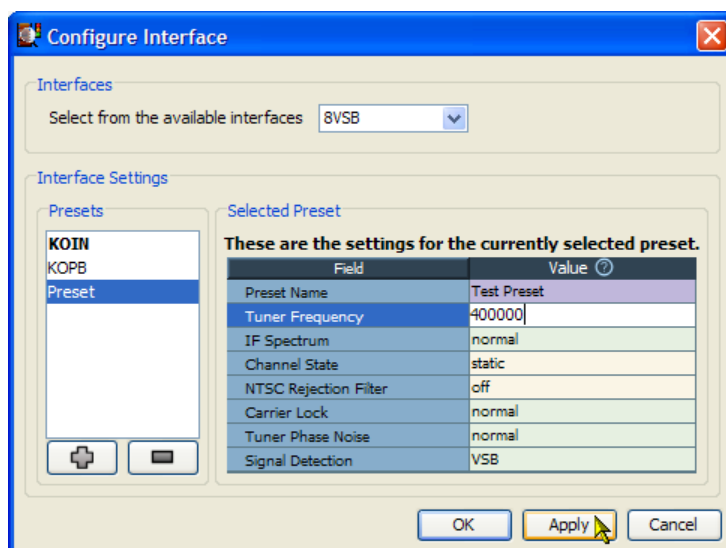 Configure Interface
Interfaces
Select from the available interfaces 8VSB
Interface Settings
Presets
KOIN
KOPB
Preset
Selected Preset
These are the settings for the currently selected preset.
Field Value ?
Preset Name Test Preset
Tuner Frequency 400000
IF Spectrum normal
Channel State static
NTSC Rejection Filter off
Carrier Lock normal
Tuner Phase Noise normal
Signal Detection VSB
OK Apply Cancel